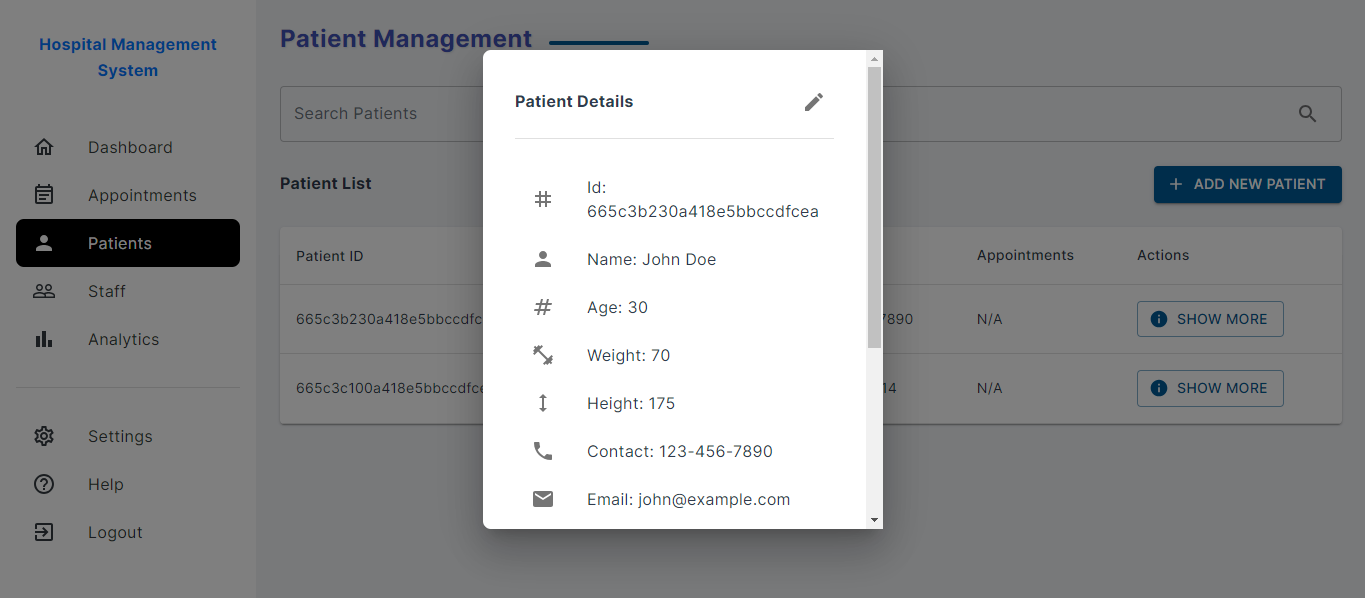 Hospital Management
System
Dashboard
Appointments
Patients
Staff
Analytics
Settings
Help
Logout
Patient Management
Search Patients
Patient List
ADD NEW PATIENT
Patient ID
Appointments
Actions
665c3b230a418e5bbccdfc
7890
N/A
SHOW MORE
665c3c100a418e5bbccdfce
14
N/A
SHOW MORE
Patient Details
Id:
665c3b230a418e5bbccdfcea
Name: John Doe
Age: 30
Weight: 70
Height: 175
Contact: 123-456-7890
Email: john@example.com